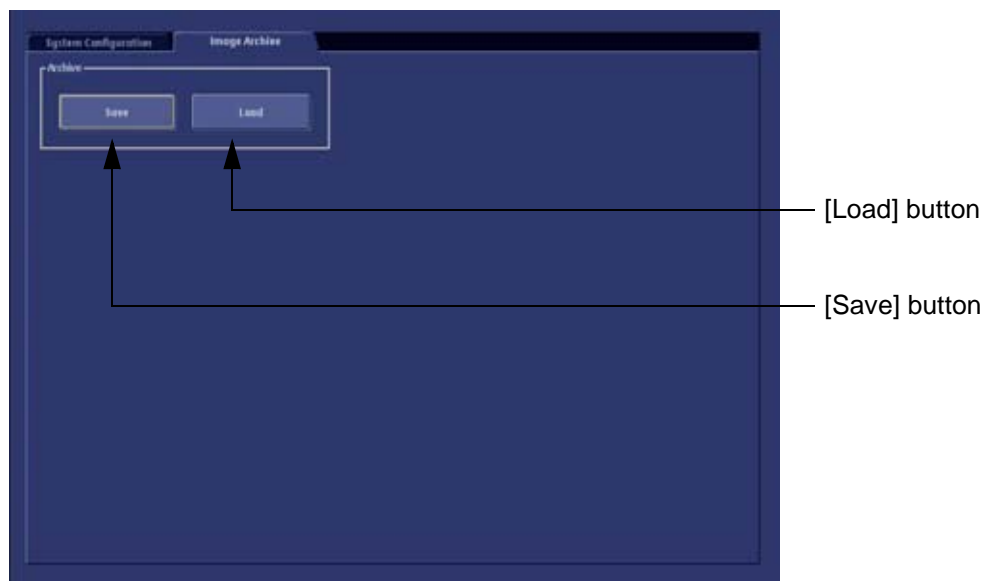 System Configuration
Image Archive
Archive
Save
Load
[Load] button
[Save] button